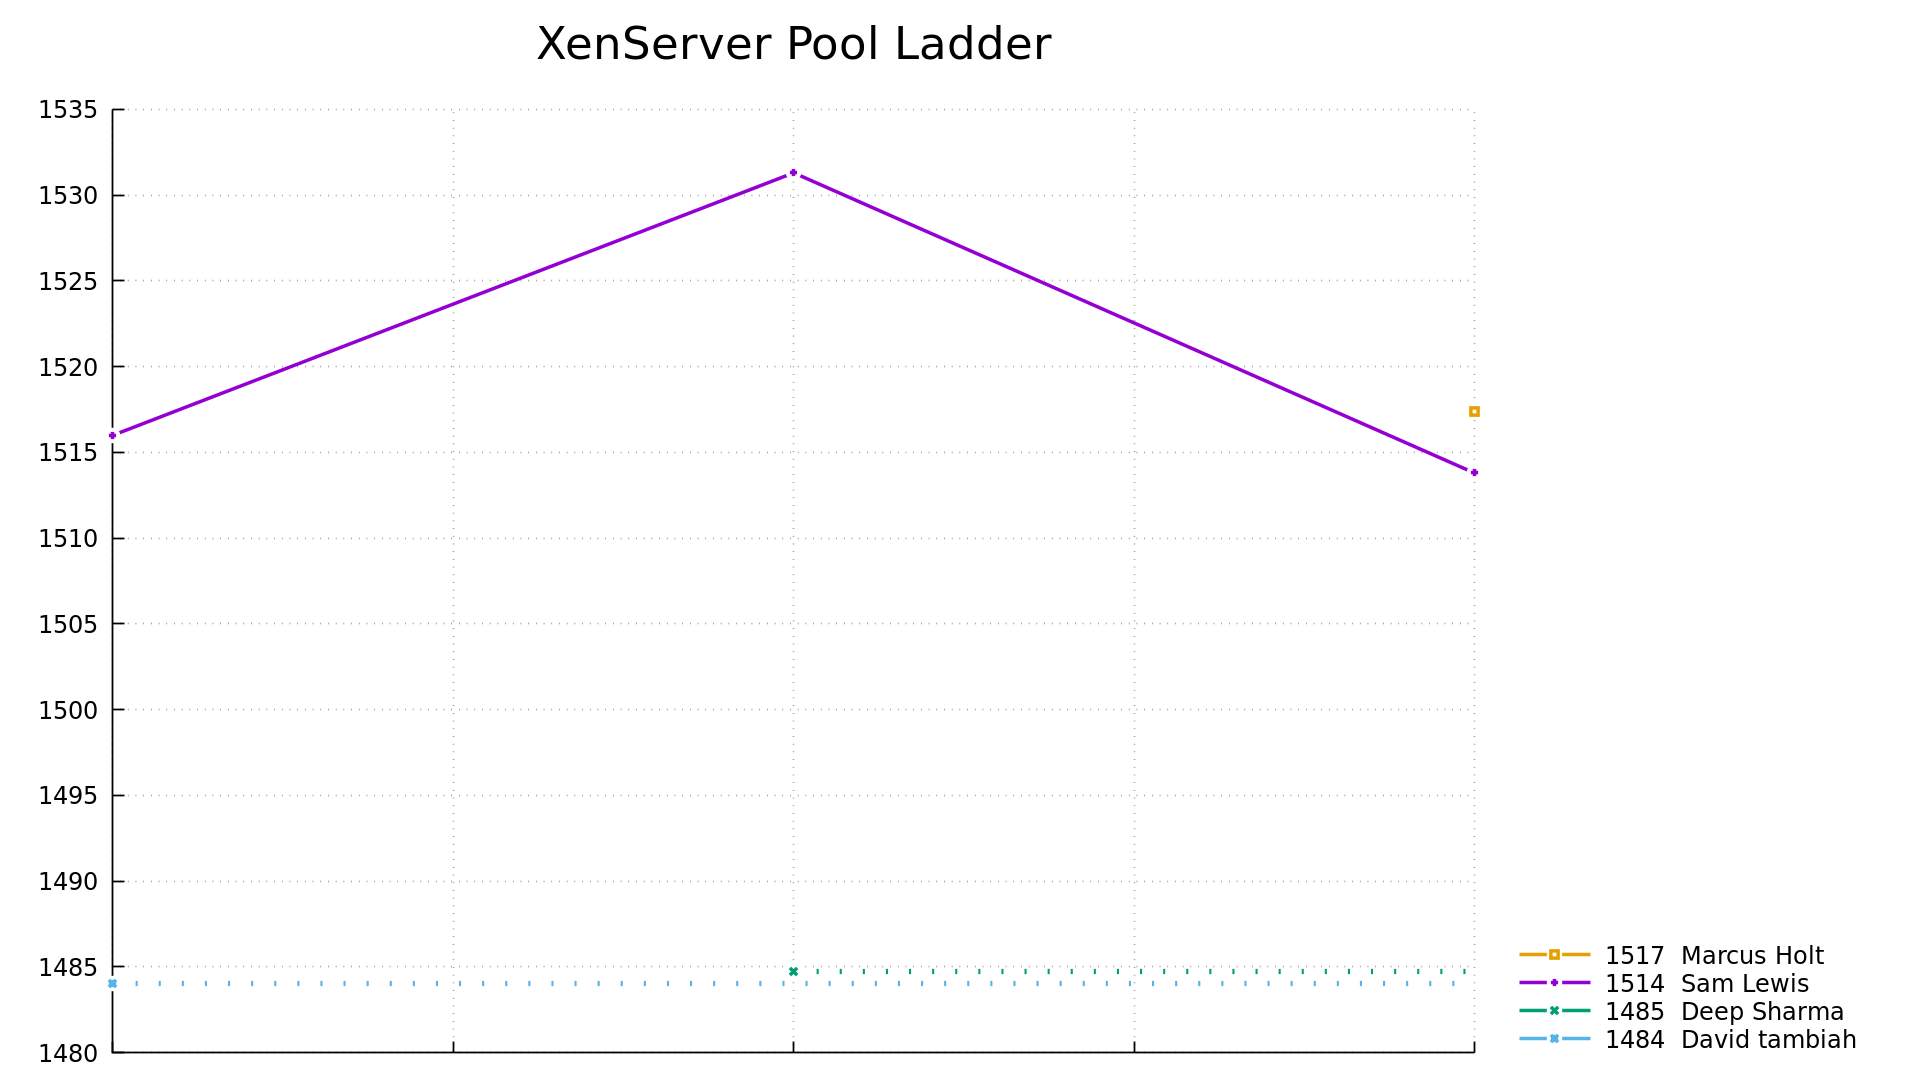 XenServer Pool Ladder
1535
1530
1525
1520
1515
1510
1505
1500
1495
1490
1485
1480
1517 Marcus Holt
1514 Sam Lewis
1485 Deep Sharma
1484 David tambiah